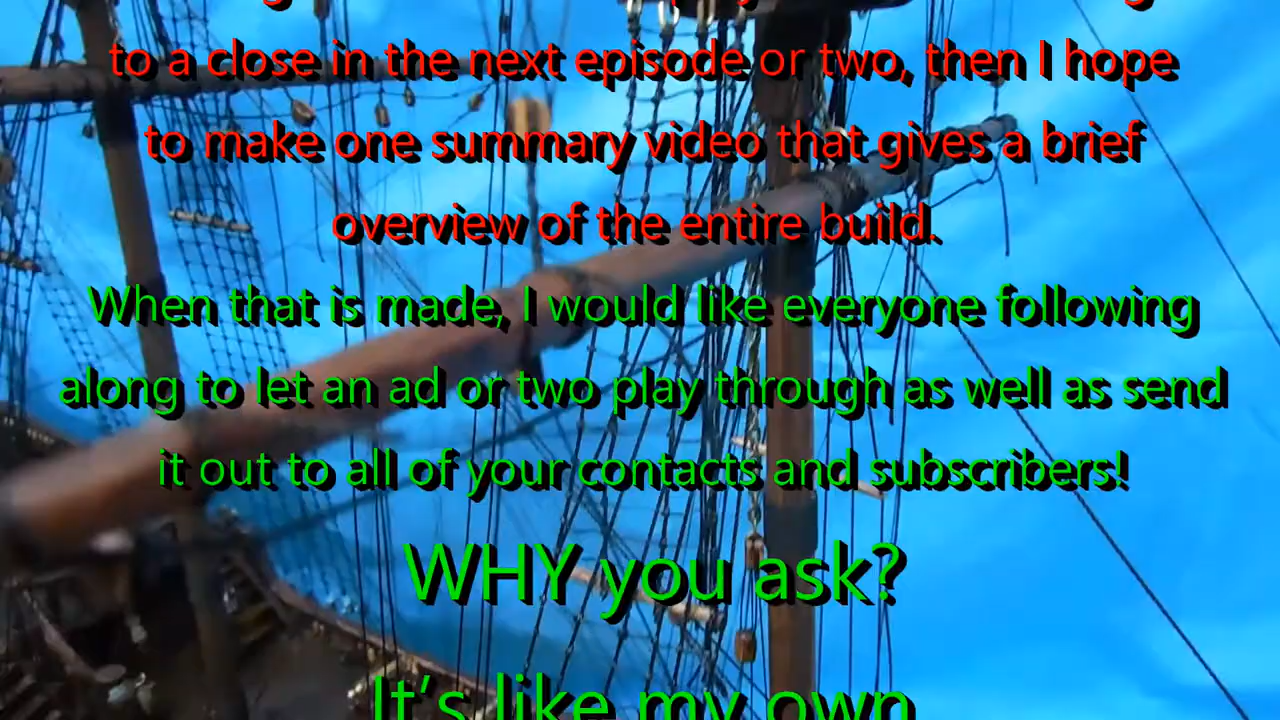 to a close in the next episode or two, then I hope
to make one summary video that gives a brief
overview of the entire build.
When that is made, I would like everyone following
along to let an ad or two play through as well as send
it out to all of your contacts and subscribers!
WHY you ask?
It's like my own